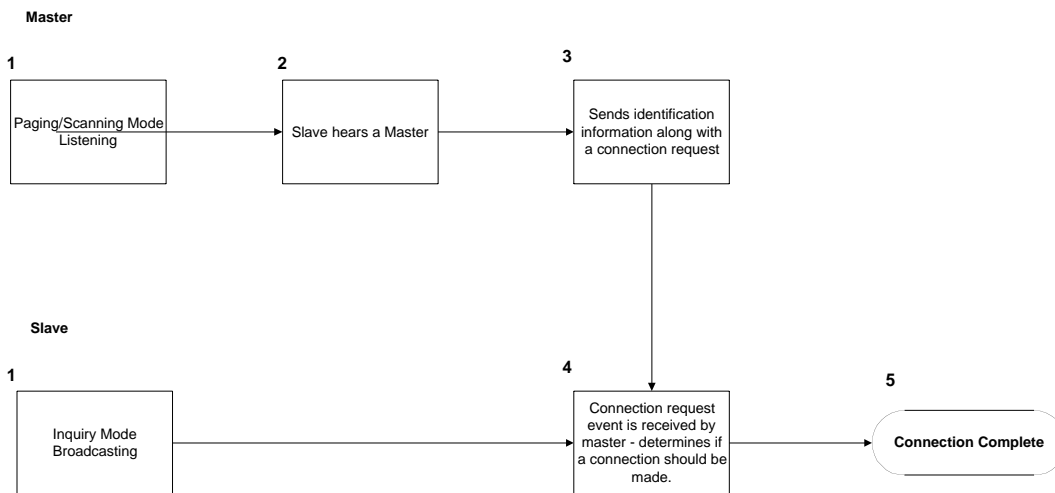 Master
1
2
3
Paging/Scanning Mode
Listening
Slave hears a Master
Sends identification
information along with
a connection request
Slave
1
4
5
Inquiry Mode
Broadcasting
Connection request
event is received by
master - determines if
a connection should be
made.
Connection Complete